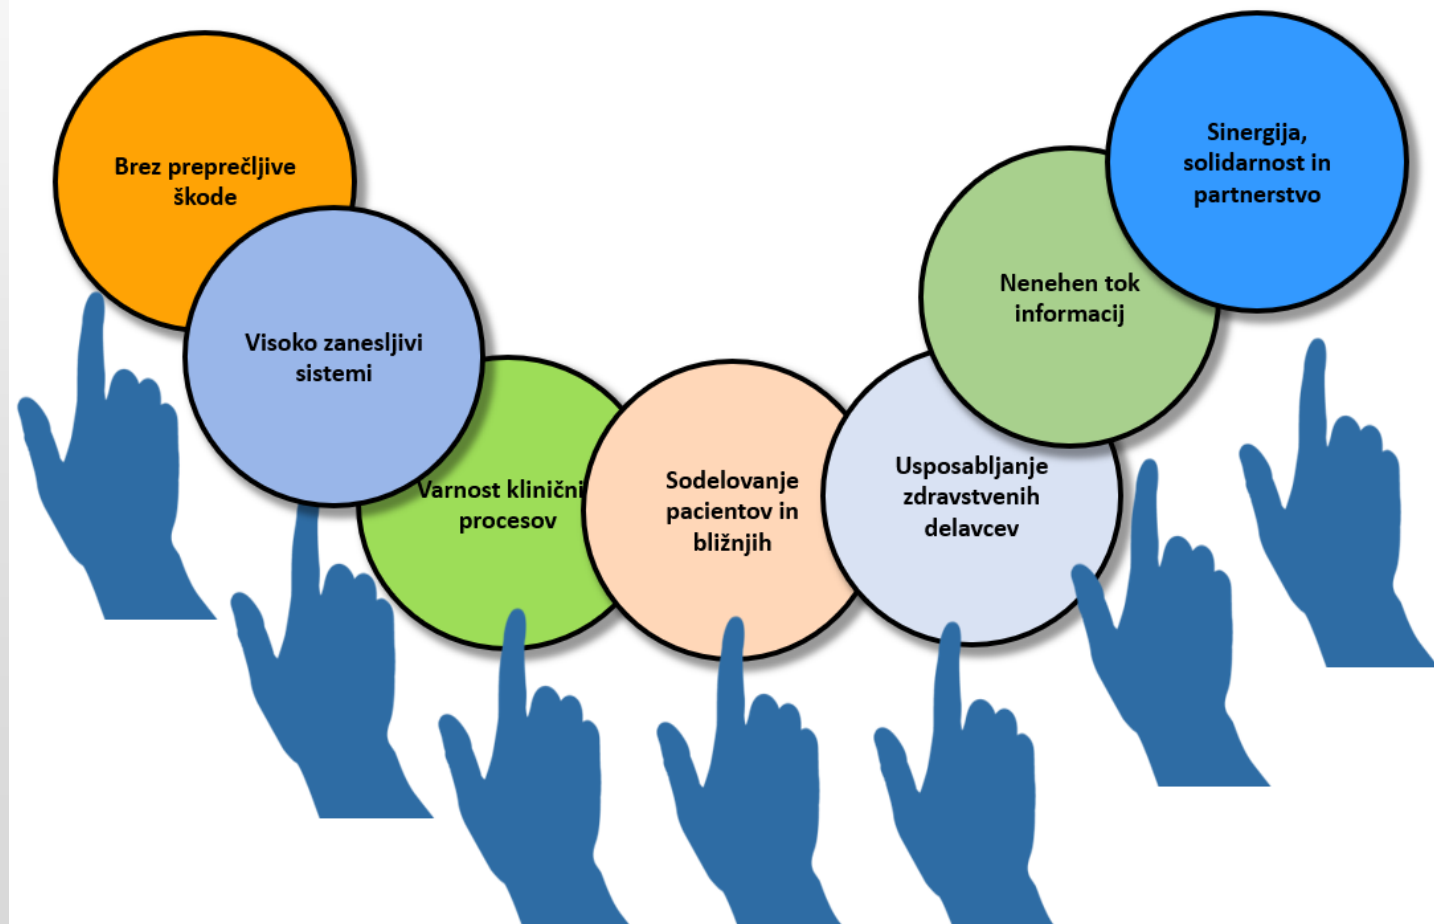 Brez preprečljive
škode
Visoko zanesljivi
sistemi
Varnost klinični
procesov
Sodelovanje
pacientov in
bližnjih
Usposabljanje
zdravstvenih
delavcev
Nenehen tok
informacij
Sinergija,
solidarnost in
partnerstvo